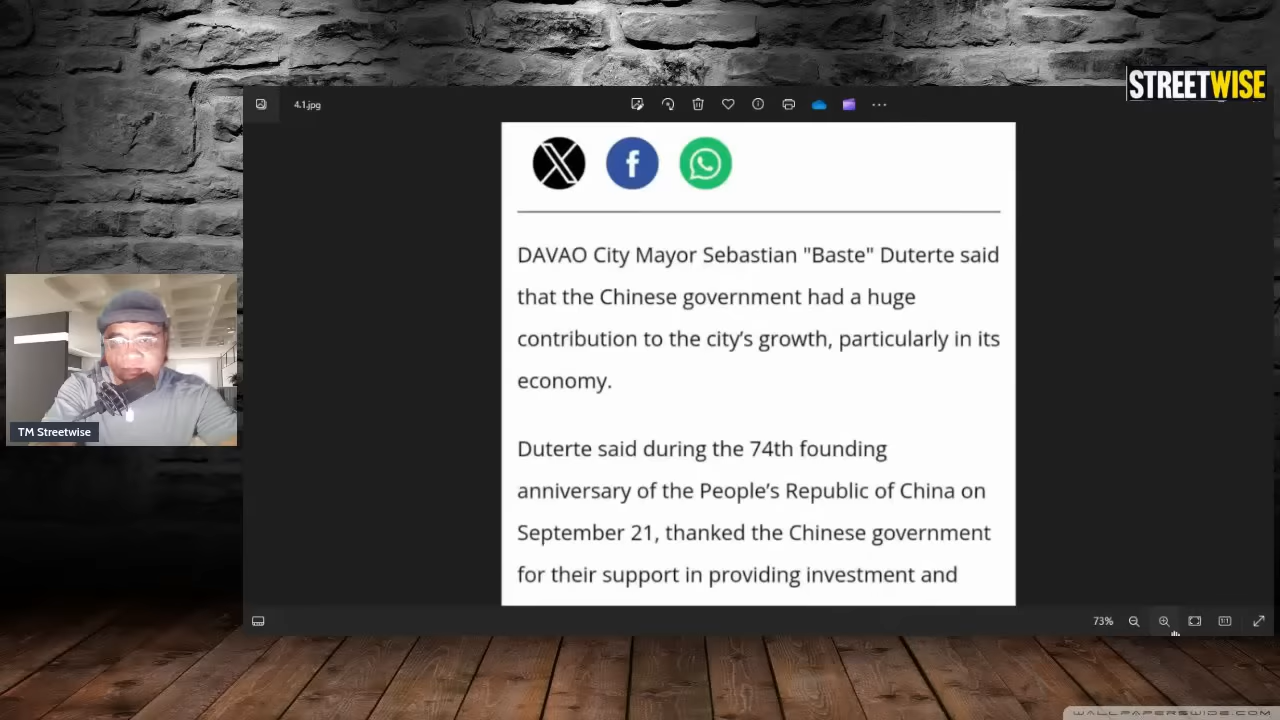 STREETWISE
4.1.jpg
DAVAO City Mayor Sebastian "Baste" Duterte said
that the Chinese government had a huge
contribution to the city’s growth, particularly in its
economy.
Duterte said during the 74th founding
anniversary of the People’s Republic of China on
September 21, thanked the Chinese government
for their support in providing investment and
TM Streetwise
73%
WALLPAPERSWIDE.COM